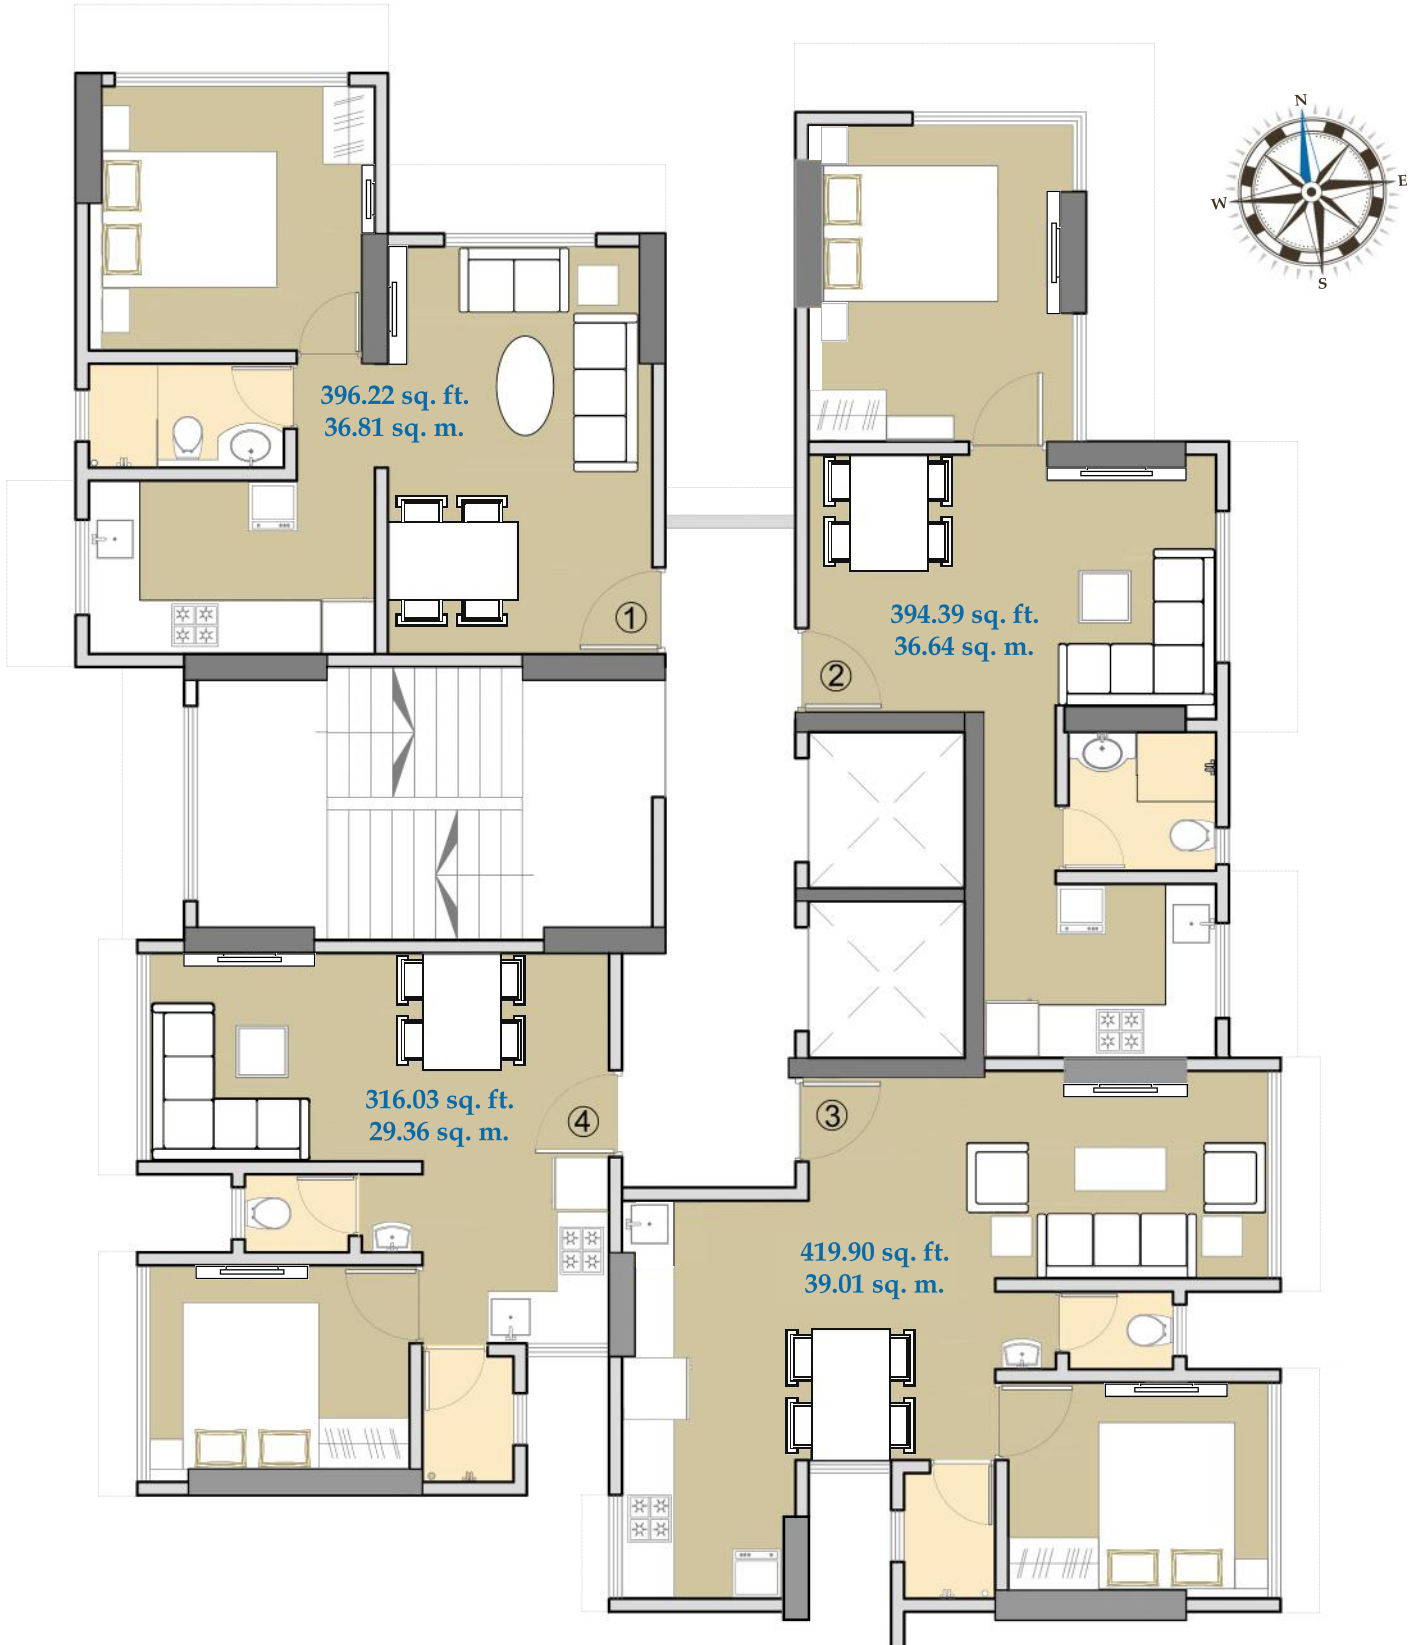 N
W
E
S
396.22 sq. ft.
36.81 sq. m.
1
394.39 sq. ft.
36.64 sq. m.
2
316.03 sq. ft.
29.36 sq. m.
4
3
419.90 sq. ft.
39.01 sq. m.